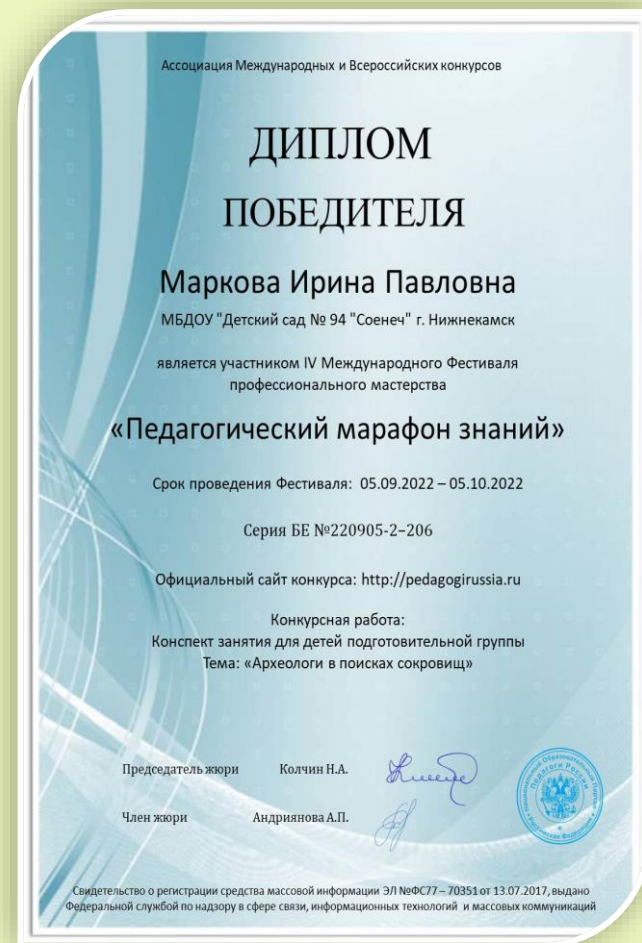 Ассоциация Международных и Всероссийских конкурсов
ДИПЛОМ
ПОБЕДИТЕЛЯ
Маркова Ирина Павловна
МБДОУ "Детский сад № 94 "Соенеч" г. Нижнекамск
является участником IV Международного Фестиваля
профессионального мастерства
«Педагогический марафон знаний»
Срок проведения Фестиваля: 05.09.2022 – 05.10.2022
Серия БЕ №220905-2–206
Официальный сайт конкурса: http://pedagogirussia.ru
Конкурсная работа:
Конспект занятия для детей подготовительной группы
Тема: «Археологи в поисках сокровищ»
Председатель жюри Колчин Н.А.
Член жюри Андриянова А.П.
Педагоги России
Свидетельство о регистрации средства массовой информации ЭЛ №ФС77 – 70351 от 13.07.2017, выдано
Федеральной службой по надзору в сфере связи, информационных технологий и массовых коммуникаций